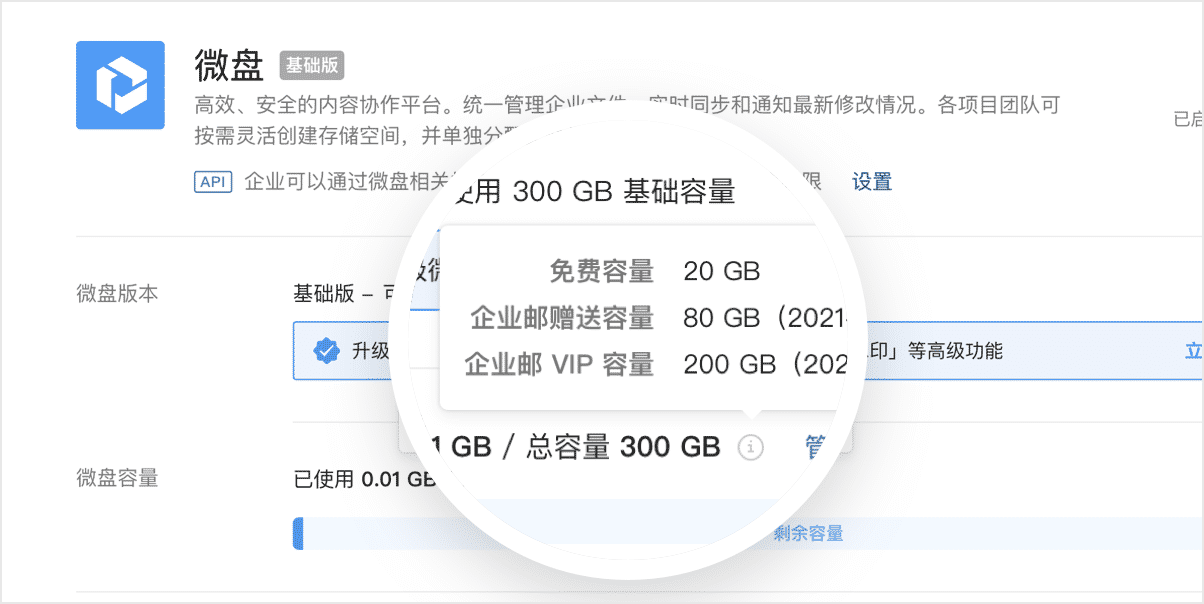 微盘 基础版
高效、安全的内容协作平台。统一管理企业文件，实时同步和通知最新修改情况。各项目团队可
按需灵活创建存储空间，并单独分
API 企业可以通过微盘相关 限 设置
使用 300 GB 基础容量
免费容量 20 GB
企业邮赠送容量 80 GB（2021-
企业邮 VIP 容量 200 GB（202
微盘版本 基础版 – 可
升级 印」等高级功能 立
1 GB / 总容量 300 GB 管
微盘容量 已使用 0.01 GB
剩余容量
已启